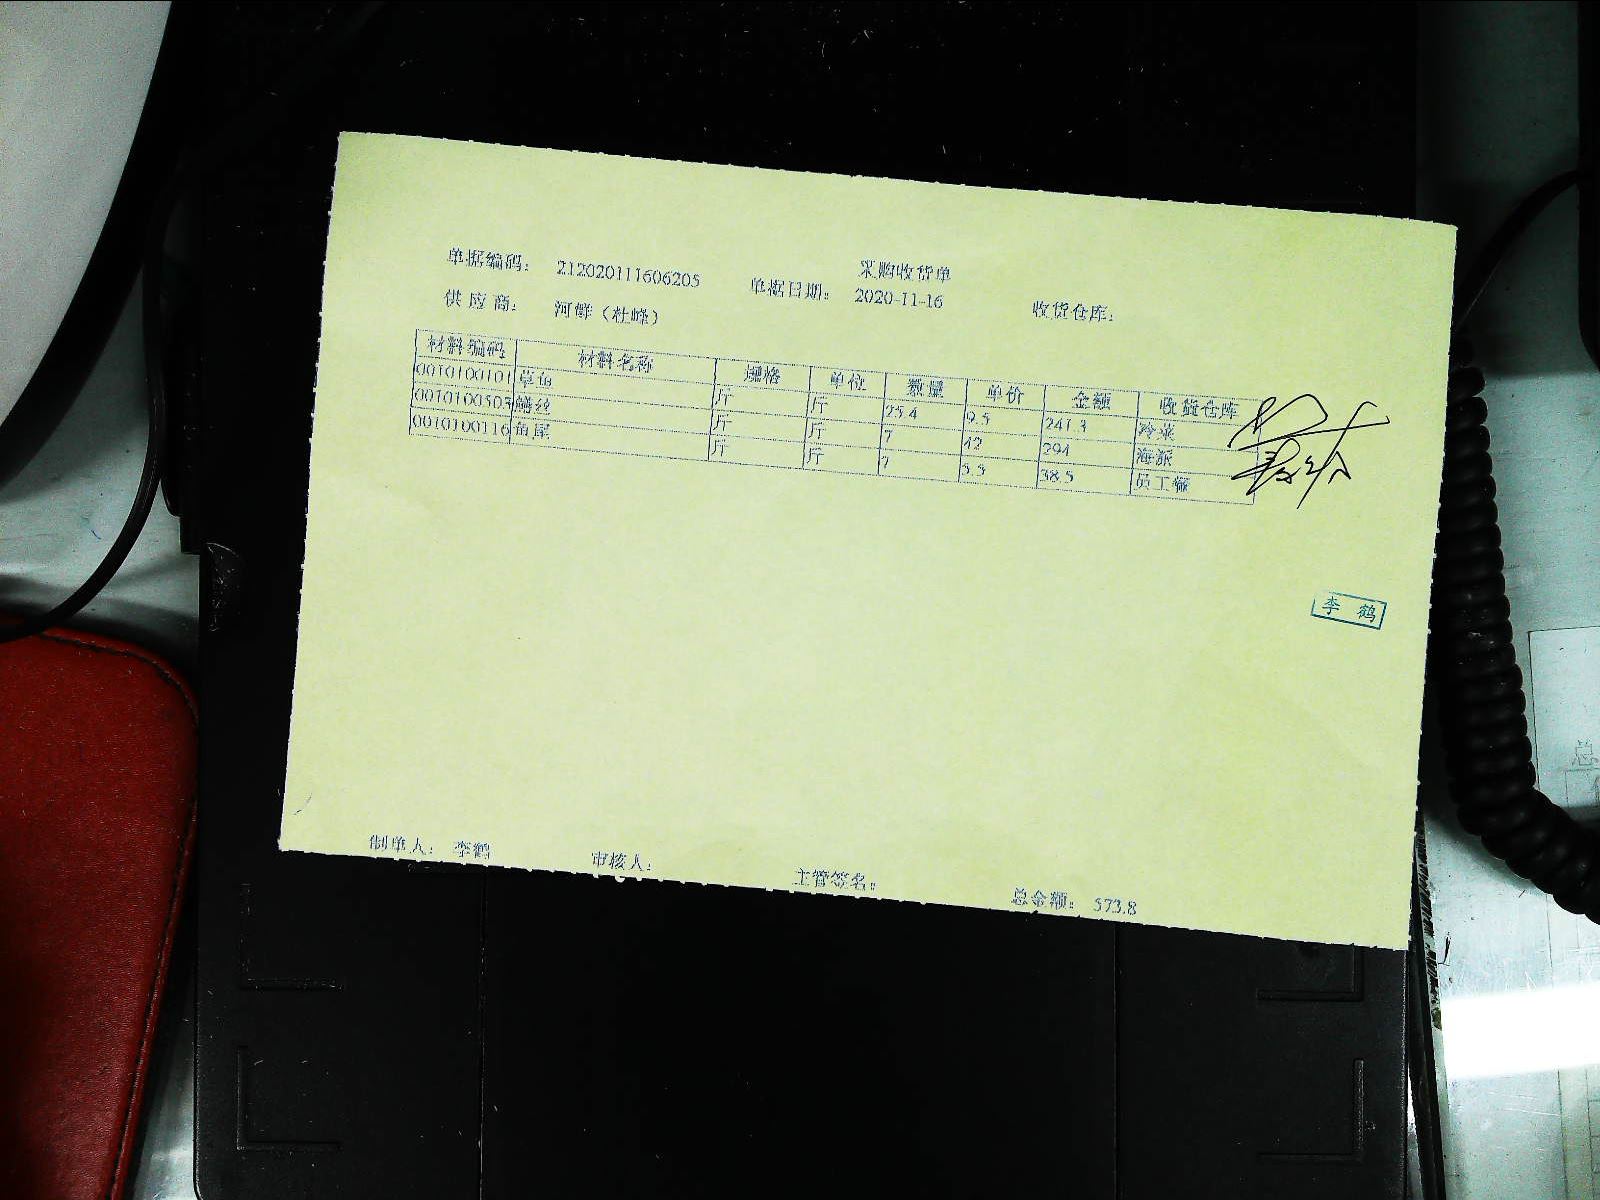 采购收货单
单据编码： 212020111606205 单据日期： 2020-11-16 收货仓库：
供 应 商： 河鲜（杜峰）
材料编码 材料名称 规格 单位 数量 单价 金额 收货仓库
0010100101 草鱼 斤 斤 25.4 9.5 241.3 冷菜
0010100503 鳝丝 斤 斤 7 42 294 海派
0010100116 鱼尾 斤 斤 7 5.5 38.5 员工餐
李 鹤
制单人： 李鹤 审核人： 主管签名： 总金额： 573.8